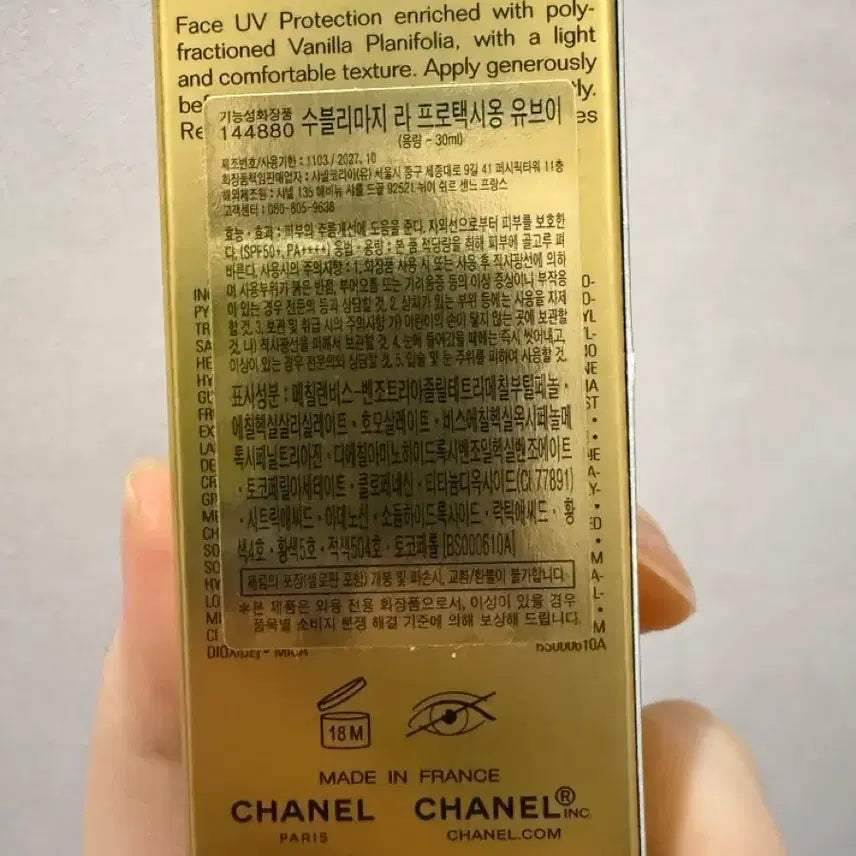 Face UV Protection enriched with poly-
fractioned Vanilla Planifolia, with a light
and comfortable texture. Apply generously
기능성화장품
144880 수블리마지 라 프로택시옹 유브이
(용량 - 30ml)
제조번호/사용기한 : 1103 / 2027. 10
화장품책임판매업자 : 샤넬코리아(유) 서울시 중구 세종대로 9길 41 퍼시픽타워 11층
해외제조원 : 샤넬 135 애비뉴 샤를 드골 92521 뉘이 쉬르 센느 프랑스
고객센터 : 080-805-9638
효능·효과 : 피부의 주름개선에 도움을 준다. 자외선으로부터 피부를 보호한
다. (SPF50+, PA++++) 용법·용량 : 본 품 적당량을 취해 피부에 골고루 펴
바른다. 사용시의 주의사항 : 1. 화장품 사용 시 또는 사용 후 직사광선에 의하
여 사용부위가 붉은 반점, 부어오름 또는 가려움증 등의 이상 증상이나 부작용
이 있는 경우 전문의 등과 상담할 것. 2. 상처가 있는 부위 등에는 사용을 자제
할 것. 3. 보관 및 취급 시의 주의사항 가) 어린이의 손이 닿지 않는 곳에 보관할
것. 나) 직사광선을 피해서 보관할 것. 4. 눈에 들어갔을 때에는 즉시 씻어내고,
이상이 있는 경우 전문의와 상담할 것. 5. 입술 및 눈 주위를 피하여 사용할 것.
표시성분 : 메칠렌비스-벤조트리아졸릴테트라메칠부틸페놀·
에칠헥실살리실레이트·호모살레이트·비스에칠헥실옥시페놀메
톡시페닐트리아진·디에칠아미노하이드록시벤조일헥실벤조에이트
·토코페릴아세테이트·클로페네신·티타늄디옥사이드(CI 77891)
·시트릭애씨드·아데노신·소듐하이드록사이드·락틱애씨드·황
색4호·황색5호·적색504호·토코페롤 [BS000610A]
제품의 포장(셀로판 포함) 개봉 및 파손시, 교환/환불이 불가합니다.
※본 제품은 외용 전용 화장품으로서, 이상이 있을 경우
품목별 소비지 분쟁 해결 기준에 의해 보상해 드립니다.
BS000610A
18 M
MADE IN FRANCE
CHANEL CHANEL® INC.
PARIS CHANEL.COM